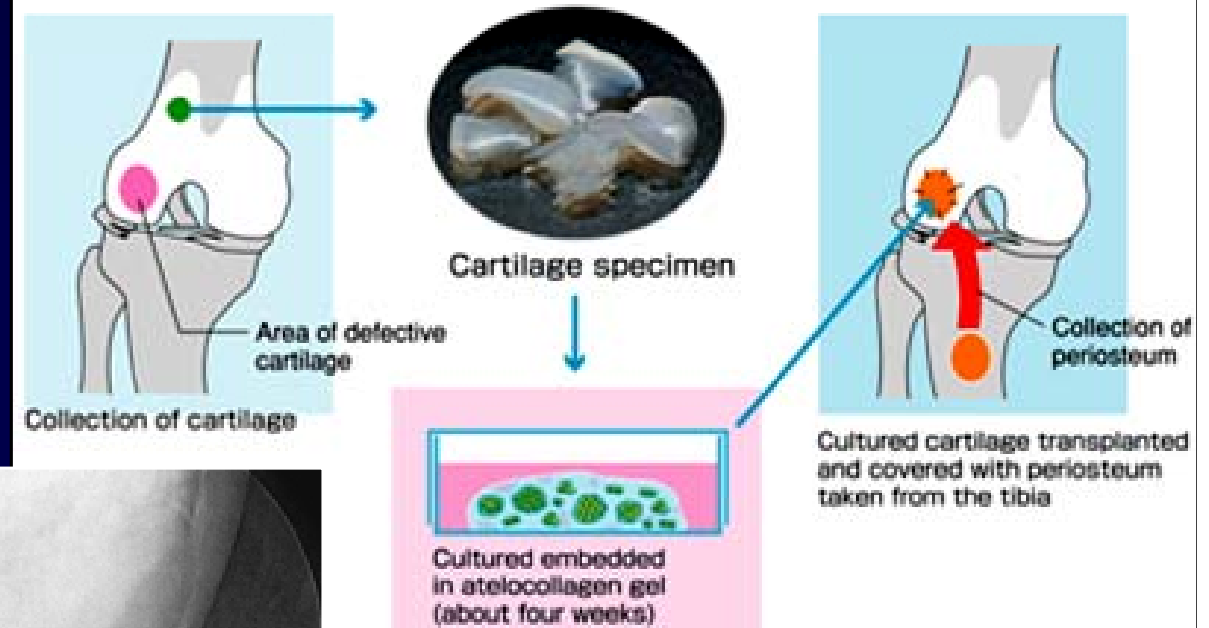 Cartilage specimen
Area of defective
cartilage
Collection of cartilage
Cultured embedded
in atelocollagen gel
(about four weeks)
Collection of
periosteum
Cultured cartilage transplanted
and covered with periosteum
taken from the tibia